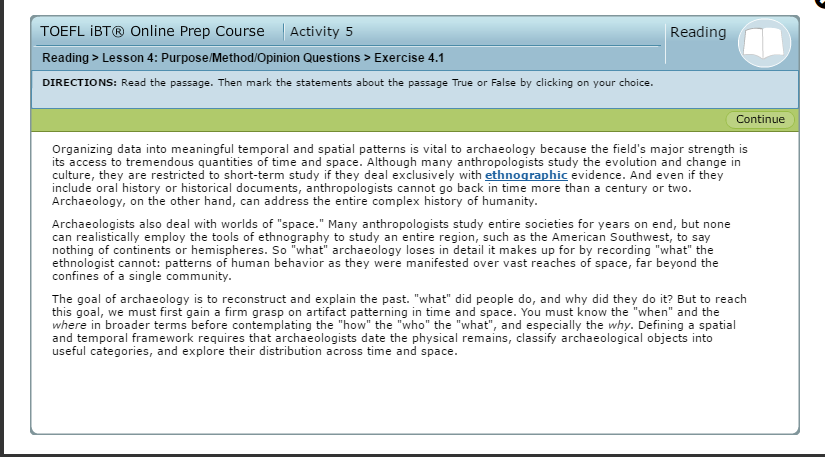 TOEFL iBT® Online Prep Course | Activity 5
Reading
Reading > Lesson 4: Purpose/Method/Opinion Questions > Exercise 4.1
DIRECTIONS: Read the passage. Then mark the statements about the passage True or False by clicking on your choice.
Continue
Organizing data into meaningful temporal and spatial patterns is vital to archaeology because the field's major strength is
its access to tremendous quantities of time and space. Although many anthropologists study the evolution and change in
culture, they are restricted to short-term study if they deal exclusively with ethnographic evidence. And even if they
include oral history or historical documents, anthropologists cannot go back in time more than a century or two.
Archaeology, on the other hand, can address the entire complex history of humanity.
Archaeologists also deal with worlds of "space." Many anthropologists study entire societies for years on end, but none
can realistically employ the tools of ethnography to study an entire region, such as the American Southwest, to say
nothing of continents or hemispheres. So "what" archaeology loses in detail it makes up for by recording "what" the
ethnologist cannot: patterns of human behavior as they were manifested over vast reaches of space, far beyond the
confines of a single community.
The goal of archaeology is to reconstruct and explain the past. "what" did people do, and why did they do it? But to reach
this goal, we must first gain a firm grasp on artifact patterning in time and space. You must know the "when" and the
where in broader terms before contemplating the "how" the "who" the "what", and especially the why. Defining a spatial
and temporal framework requires that archaeologists date the physical remains, classify archaeological objects into
useful categories, and explore their distribution across time and space.